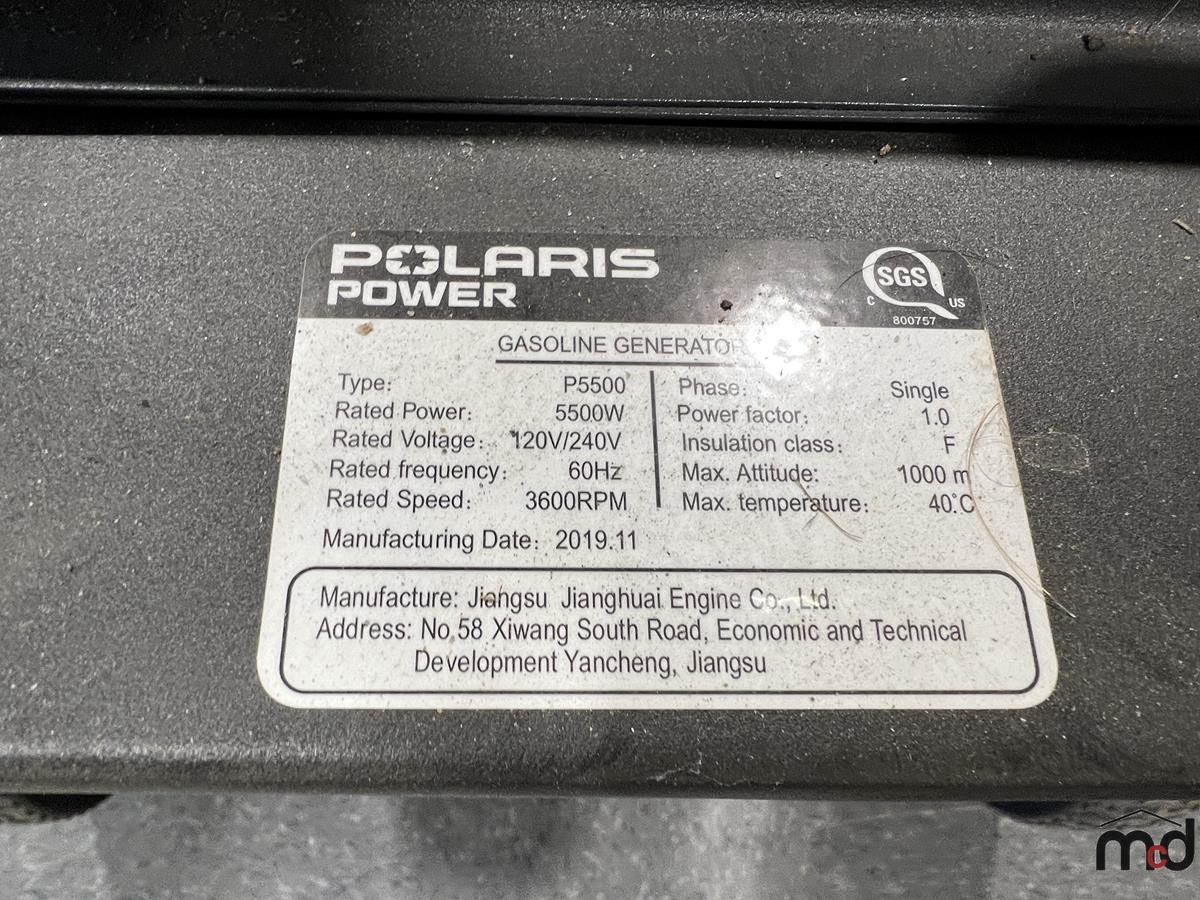 POLARIS
POWER
SGS
C US
800757
GASOLINE GENERATOR
Type: P5500
Rated Power: 5500W
Rated Voltage: 120V/240V
Rated frequency: 60Hz
Rated Speed: 3600RPM
Phase: Single
Power factor: 1.0
Insulation class: F
Max. Attitude: 1000 m
Max. temperature: 40°C
Manufacturing Date: 2019.11
Manufacture: Jiangsu Jianghuai Engine Co., Ltd.
Address: No.58 Xiwang South Road, Economic and Technical
Development Yancheng, Jiangsu
mcd